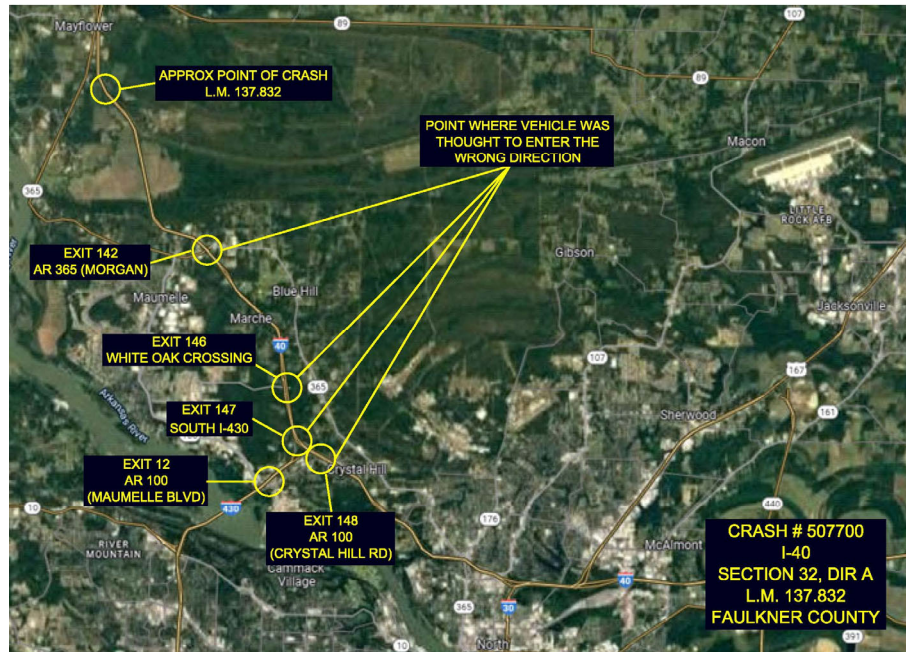 Mayflower
89
107
APPROX POINT OF CRASH
L.M. 137.832
89
POINT WHERE VEHICLE WAS
THOUGHT TO ENTER THE
WRONG DIRECTION
Macon
365
LITTLE
ROCK AFB
EXIT 142
AR 365 (MORGAN)
Gibson
Maumelle
Blue Hill
Jacksonville
Marche
EXIT 146
WHITE OAK CROSSING
40
107
365
167
Arkansas River
EXIT 147
SOUTH I-430
Sherwood
161
EXIT 12
AR 100
(MAUMELLE BLVD)
Crystal Hill
430
10
EXIT 148
AR 100
(CRYSTAL HILL RD)
176
440
RIVER
MOUNTAIN
McAlmont
CRASH # 507700
I-40
SECTION 32, DIR A
L.M. 137.832
FAULKNER COUNTY
Cammack
Village
40
365
30
391
10
North